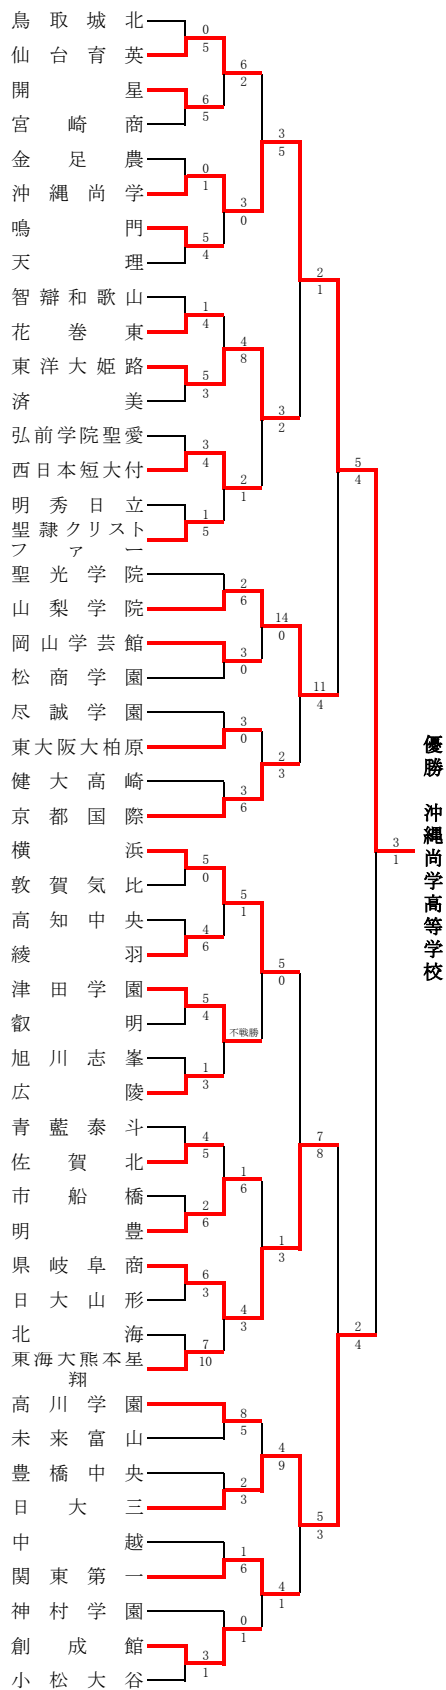 鳥取城北
0
仙台育英
5
6
2
開星
6
宮崎商
5
3
5
金足農
0
沖縄尚学
1
3
0
鳴門
5
天理
4
2
1
智辯和歌山
1
花巻東
4
4
8
東洋大姫路
5
済美
3
3
2
弘前学院聖愛
3
西日本短大付
4
2
1
明秀日立
1
聖隷クリスト
ファー
5
5
4
聖光学院
2
山梨学院
6
14
0
岡山学芸館
3
松商学園
0
11
4
尽誠学園
3
東大阪大柏原
0
2
3
健大高崎
3
京都国際
6
優勝 沖縄尚学高等学校
3
1
横浜
5
敦賀気比
0
5
1
高知中央
4
綾羽
6
5
0
津田学園
5
叡明
4
不戦勝
旭川志峯
1
広陵
3
7
8
青藍泰斗
4
佐賀北
5
1
6
市船橋
2
明豊
6
1
3
県岐阜商
6
日大山形
3
4
3
北海
7
東海大熊本星
翔
10
2
4
高川学園
8
未来富山
5
4
9
豊橋中央
2
日大三
3
5
3
中越
1
関東第一
6
4
1
神村学園
0
1
創成館
3
小松大谷
1